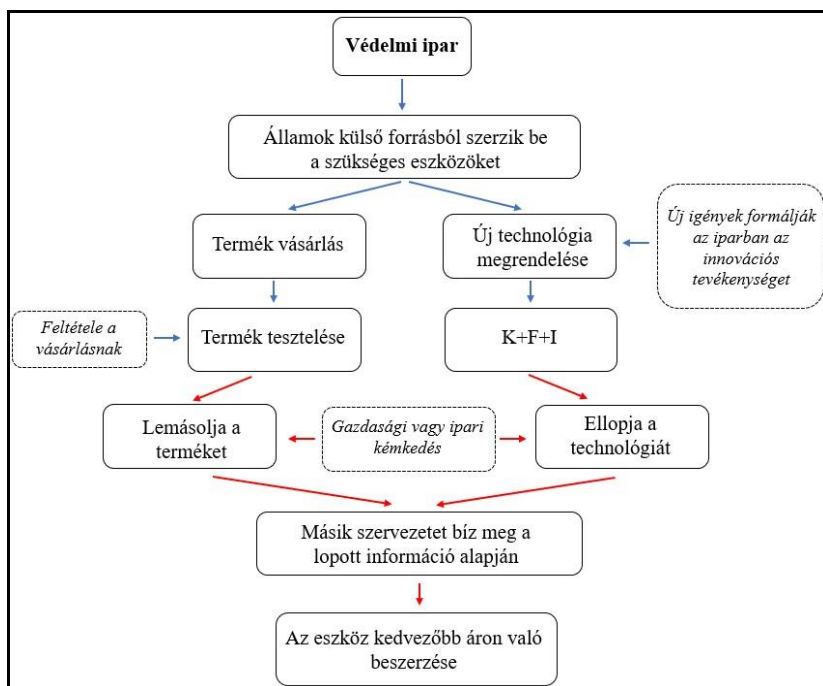 Védelmi ipar
Államok külső forrásból szerzik be
a szükséges eszközöket
Termék vásárlás
Új technológia
megrendelése
Új igények formálják
az iparban az
innovációs
tevékenységet
Feltétele a
vásárlásnak
Termék tesztelése
K+F+I
Lemásolja a
terméket
Gazdasági vagy ipari
kémkedés
Ellopja a
technológiát
Másik szervezetet bíz meg a
lopott információ alapján
Az eszköz kedvezőbb áron való
beszerzése